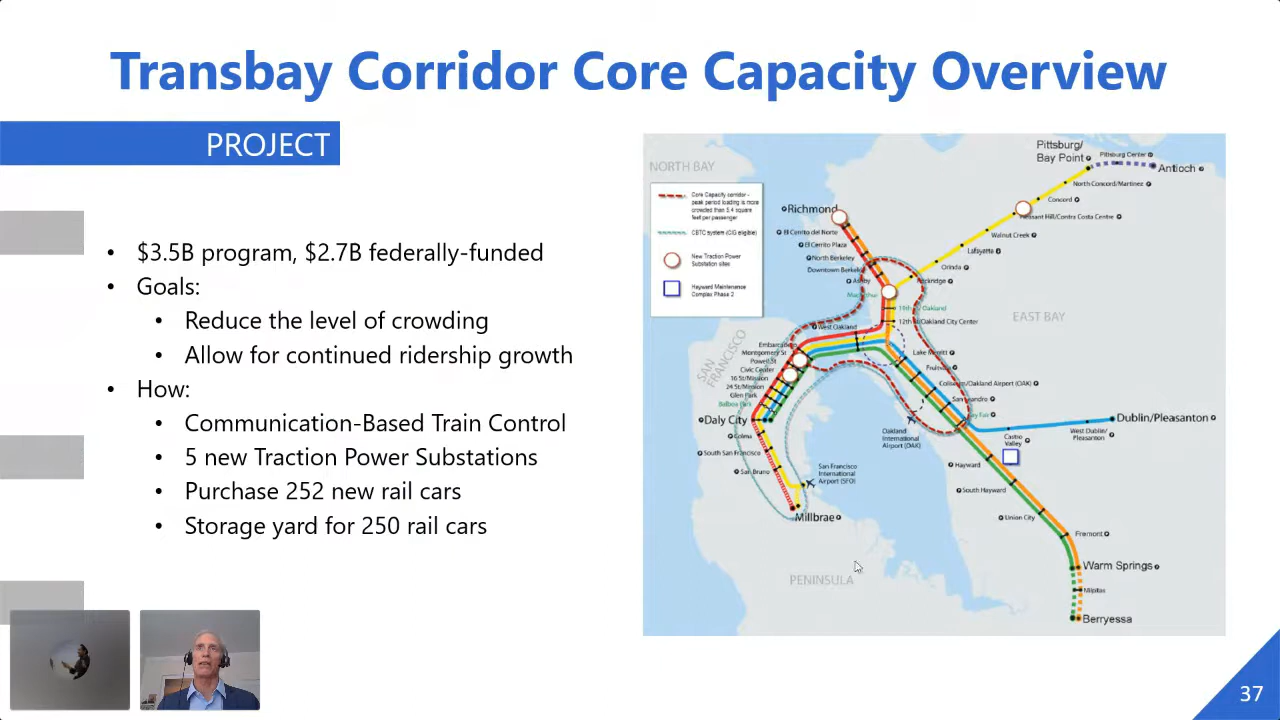 Transbay Corridor Core Capacity Overview
PROJECT
• $3.5B program, $2.7B federally-funded
• Goals:
• Reduce the level of crowding
• Allow for continued ridership growth
• How:
• Communication-Based Train Control
• 5 new Traction Power Substations
• Purchase 252 new rail cars
• Storage yard for 250 rail cars
NORTH BAY
Core Capacity corridor -
peak period loading is more
crowded than 5.4 square
feet per passenger
CBTC system (CIG eligible)
New Traction Power
Substation sites
Hayward Maintenance
Complex Phase 2
Pittsburg/
Bay Point
Pittsburg Center
Antioch
North Concord/Martinez
Concord
Pleasant Hill/Contra Costa Centre
Walnut Creek
Lafayette
Orinda
Rockridge
Richmond
El Cerrito del Norte
El Cerrito Plaza
North Berkeley
Downtown Berkeley
Ashby
MacArthur
19th St Oakland
12th St/Oakland City Center
EAST BAY
West Oakland
Lake Merritt
Fruitvale
Coliseum/Oakland Airport (OAK)
San Leandro
Bay Fair
SAN
FRANCISCO
Embarcadero
Montgomery St
Powell St
Civic Center
16 St/Mission
24 St/Mission
Glen Park
Balboa Park
Daly City
Colma
South San Francisco
San Bruno
San Francisco
International
Airport (SFO)
Millbrae
Oakland
International
Airport (OAK)
Castro
Valley
West Dublin/
Pleasanton
Dublin/Pleasanton
Hayward
South Hayward
Union City
Fremont
Warm Springs
Milpitas
Berryessa
PENINSULA
37